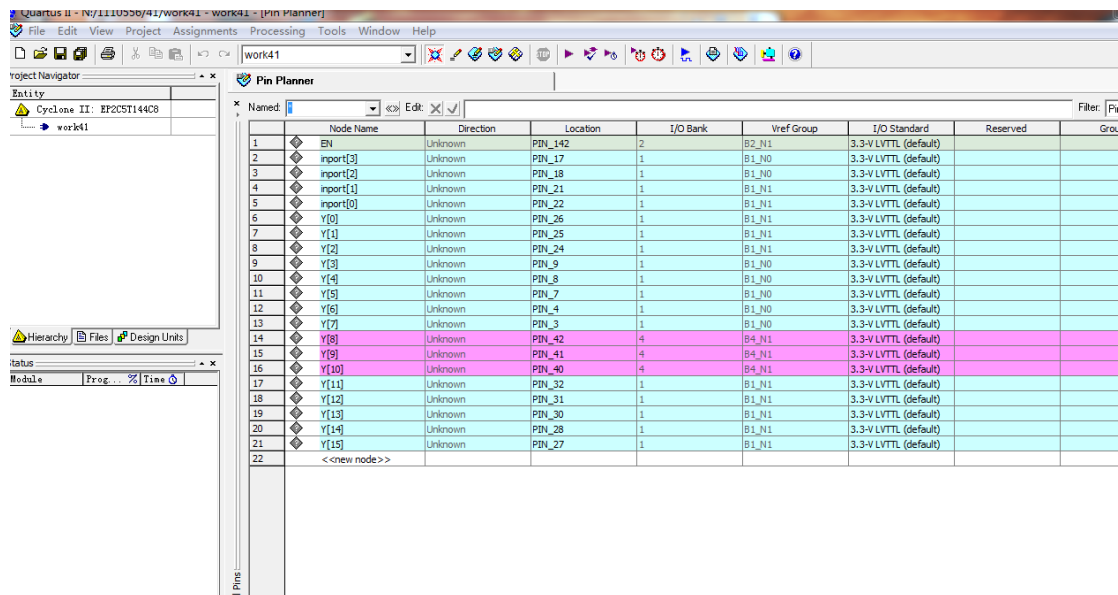 Quartus II - N:/1110556/41/work41 - work41 - [Pin Planner]
File Edit View Project Assignments Processing Tools Window Help
work41
Project Navigator
Entity
Cyclone II: EP2C5T144C8
work41
Hierarchy Files Design Units
Status
Module Prog... % Time
Pin Planner
Named: * Edit: Filter: Pin
Node Name Direction Location I/O Bank Vref Group I/O Standard Reserved Grou
1 EN Unknown PIN_142 2 B2_N1 3.3-V LVTTL (default)
2 inport[3] Unknown PIN_17 1 B1_N0 3.3-V LVTTL (default)
3 inport[2] Unknown PIN_18 1 B1_N0 3.3-V LVTTL (default)
4 inport[1] Unknown PIN_21 1 B1_N1 3.3-V LVTTL (default)
5 inport[0] Unknown PIN_22 1 B1_N1 3.3-V LVTTL (default)
6 Y[0] Unknown PIN_26 1 B1_N1 3.3-V LVTTL (default)
7 Y[1] Unknown PIN_25 1 B1_N1 3.3-V LVTTL (default)
8 Y[2] Unknown PIN_24 1 B1_N1 3.3-V LVTTL (default)
9 Y[3] Unknown PIN_9 1 B1_N0 3.3-V LVTTL (default)
10 Y[4] Unknown PIN_8 1 B1_N0 3.3-V LVTTL (default)
11 Y[5] Unknown PIN_7 1 B1_N0 3.3-V LVTTL (default)
12 Y[6] Unknown PIN_4 1 B1_N0 3.3-V LVTTL (default)
13 Y[7] Unknown PIN_3 1 B1_N0 3.3-V LVTTL (default)
14 Y[8] Unknown PIN_42 4 B4_N1 3.3-V LVTTL (default)
15 Y[9] Unknown PIN_41 4 B4_N1 3.3-V LVTTL (default)
16 Y[10] Unknown PIN_40 4 B4_N1 3.3-V LVTTL (default)
17 Y[11] Unknown PIN_32 1 B1_N1 3.3-V LVTTL (default)
18 Y[12] Unknown PIN_31 1 B1_N1 3.3-V LVTTL (default)
19 Y[13] Unknown PIN_30 1 B1_N1 3.3-V LVTTL (default)
20 Y[14] Unknown PIN_28 1 B1_N1 3.3-V LVTTL (default)
21 Y[15] Unknown PIN_27 1 B1_N1 3.3-V LVTTL (default)
22 <<new node>>
Pins: